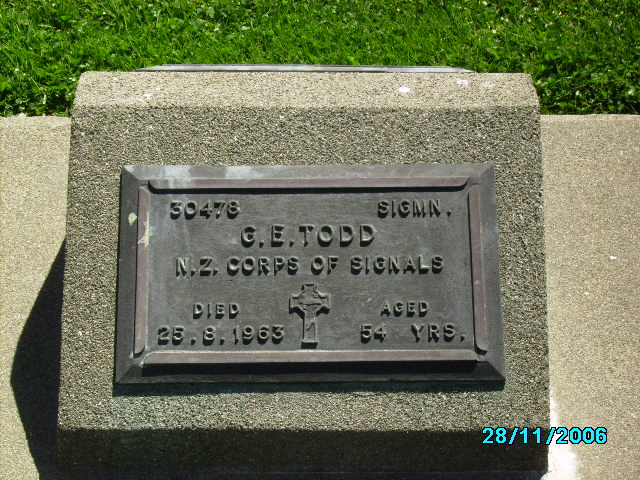 30478 SIGMN.
G.E.TODD
N.Z. CORPS OF SIGNALS
DIED AGED
25.8.1963 54 YRS.
28/11/2006